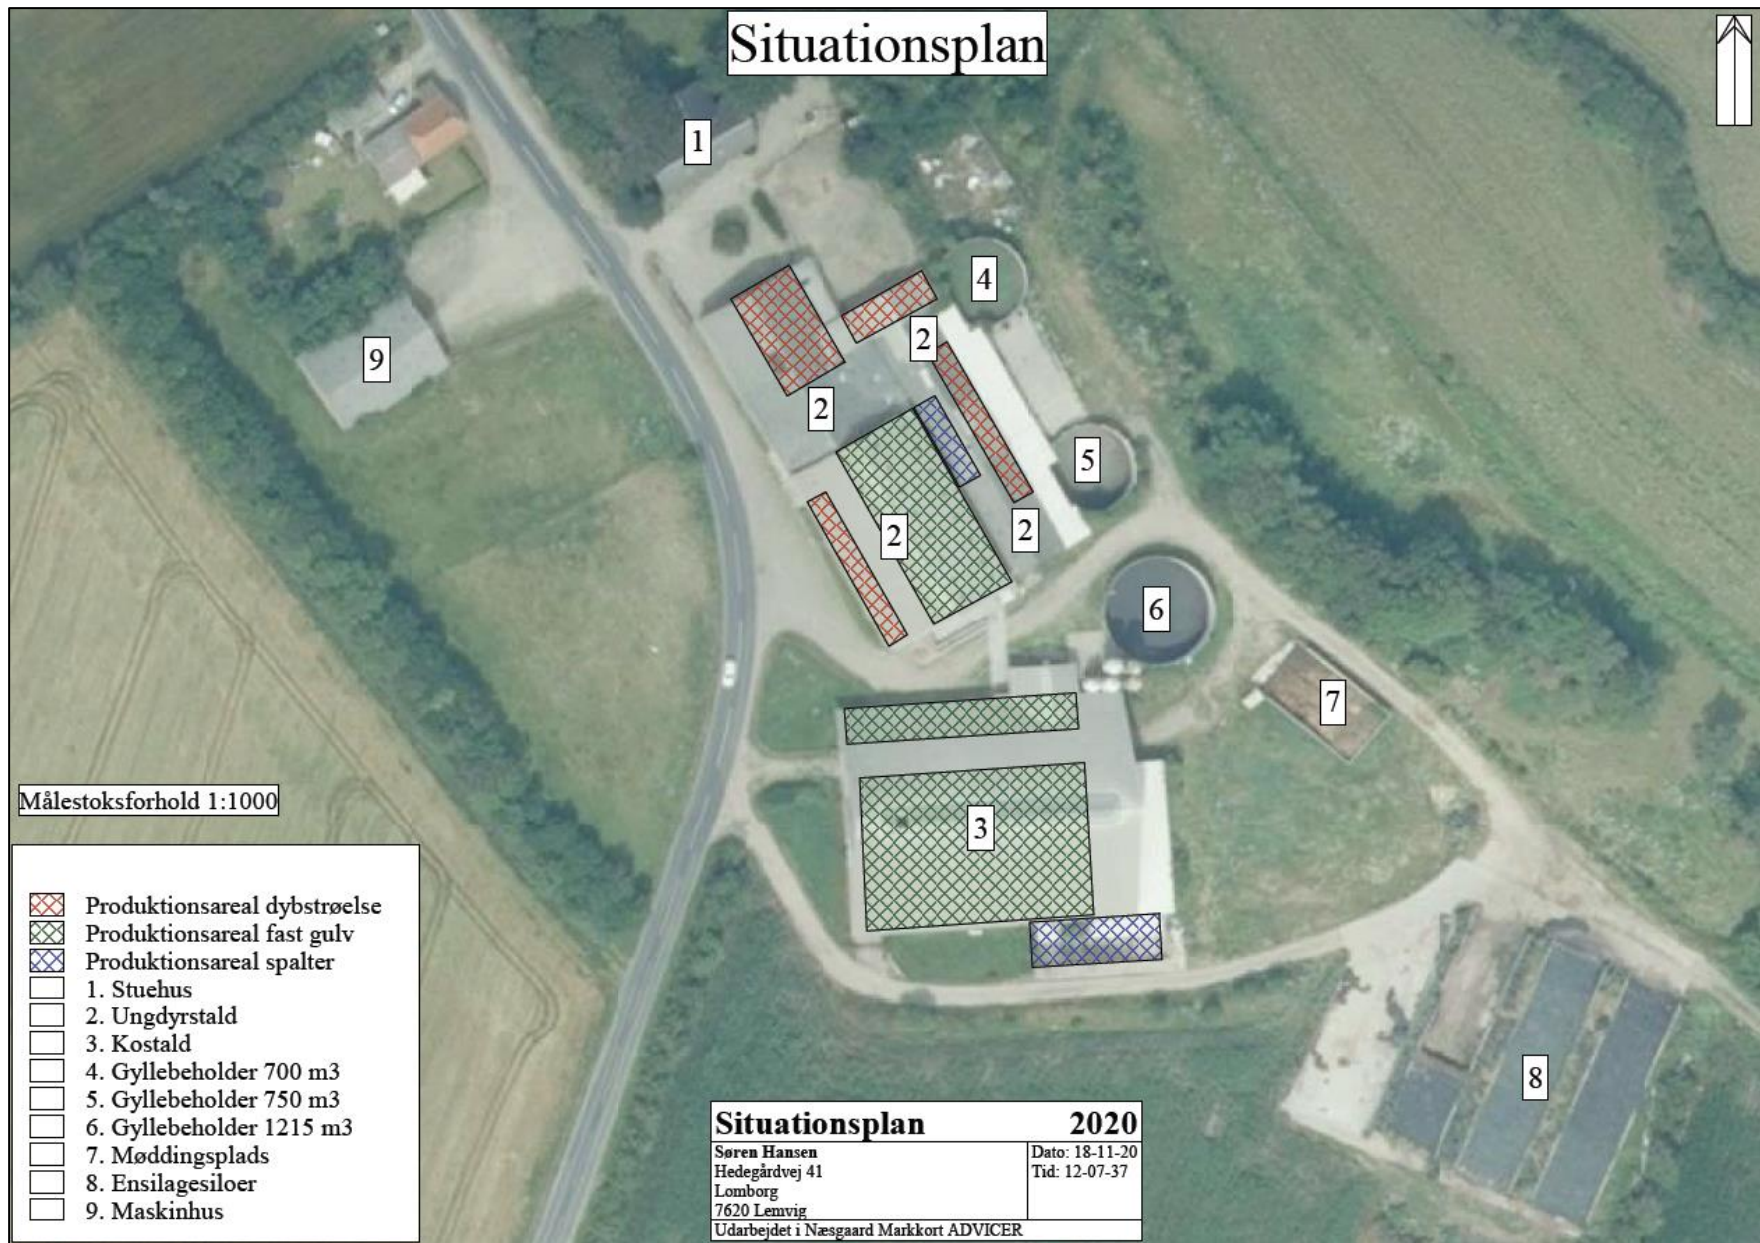 Situationsplan
1
4
2
9
2
5
2
2
6
7
Målestoksforhold 1:1000
3
8
Produktionsareal dybstrøelse
Produktionsareal fast gulv
Produktionsareal spalter
1. Stuehus
2. Ungdyrstald
3. Kostald
4. Gyllebeholder 700 m3
5. Gyllebeholder 750 m3
6. Gyllebeholder 1215 m3
7. Møddingsplads
8. Ensilagesiloer
9. Maskinhus
Situationsplan 2020
Søren Hansen
Hedegårdvej 41
Lomborg
7620 Lemvig
Dato: 18-11-20
Tid: 12-07-37
Udarbejdet i Næsgaard Markkort ADVICER